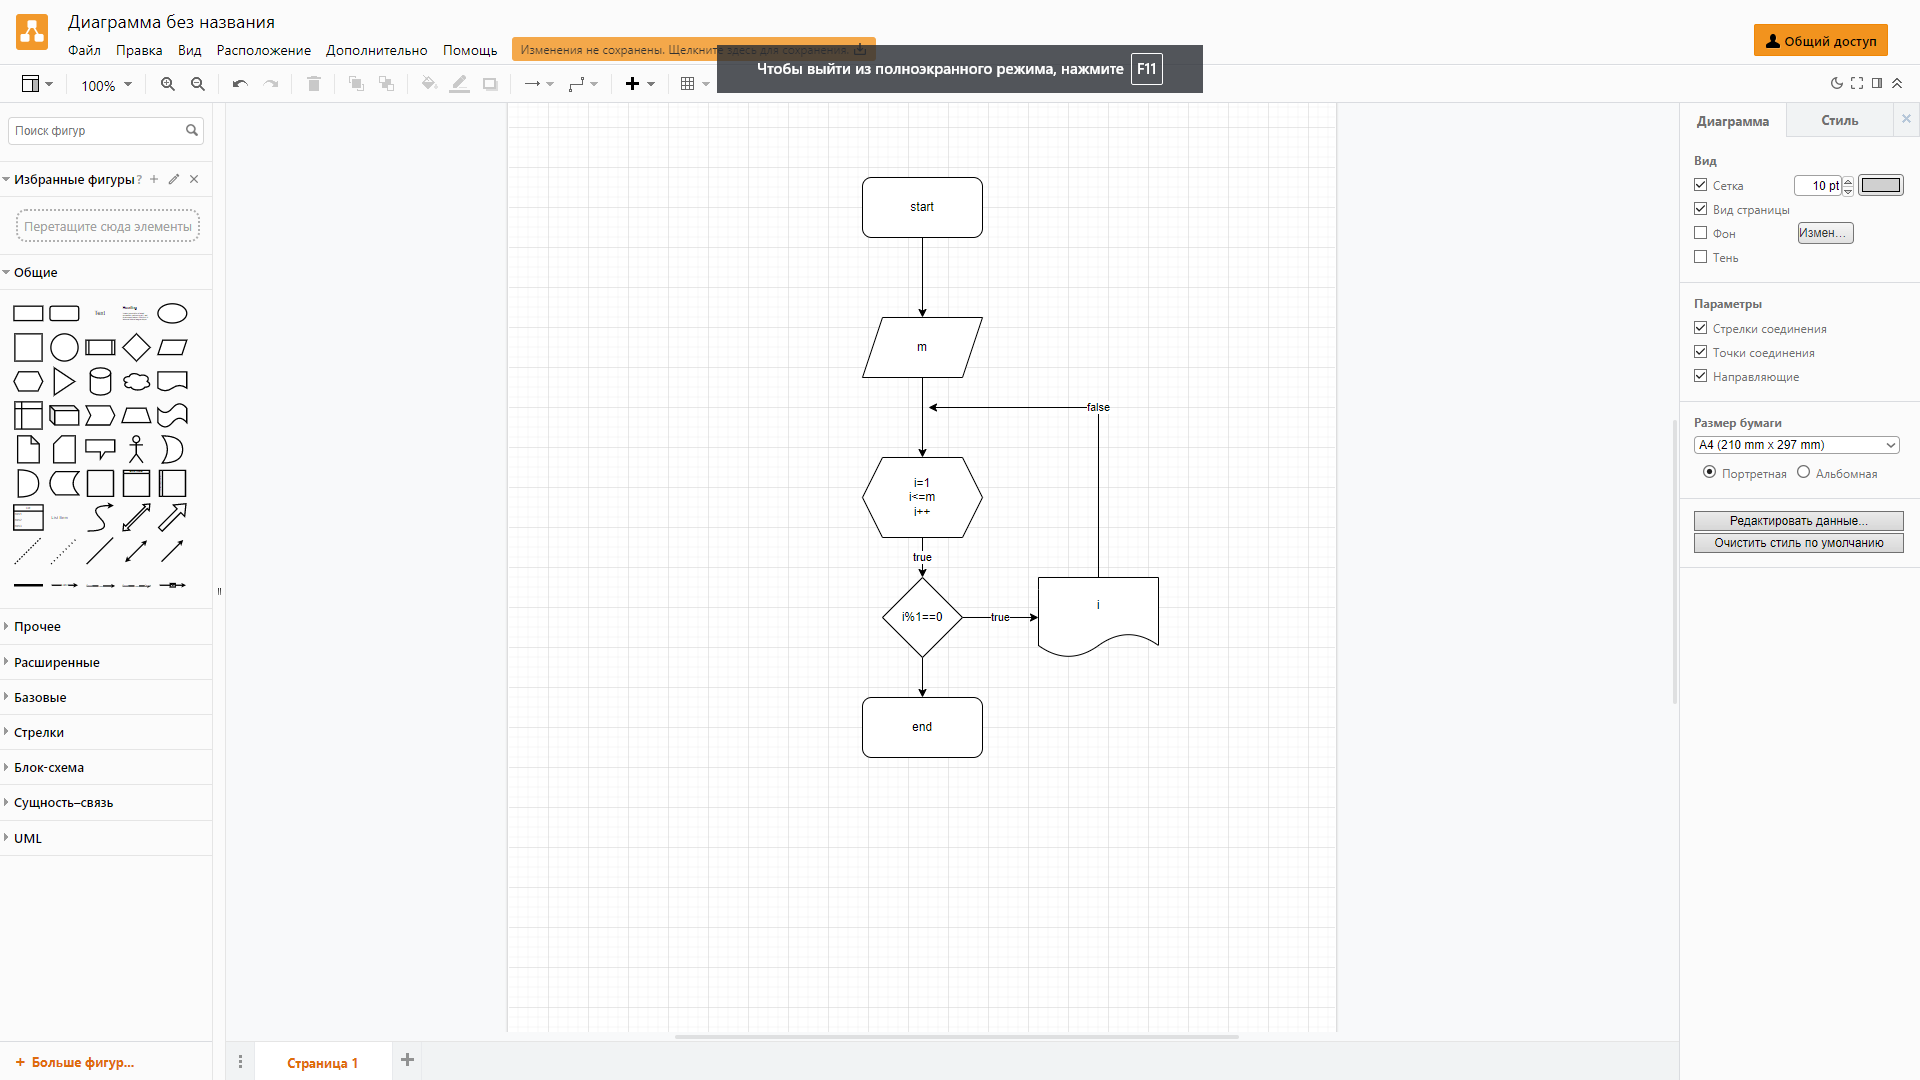 Диаграмма без названия
Файл Правка Вид Расположение Дополнительно Помощь
Изменения не сохранены. Щелкните здесь для сохранения.
Общий доступ
Чтобы выйти из полноэкранного режима, нажмите F11
100%
Поиск фигур
Избранные фигуры ?
Перетащите сюда элементы
Общие
Text
Heading
List Item
Прочее
Расширенные
Базовые
Стрелки
Блок-схема
Сущность–связь
UML
+ Больше фигур...
start
m
false
i=1
i<=m
i++
true
i%1==0
true
i
end
Страница 1
Диаграмма
Стиль
Вид
Сетка
10 pt
Вид страницы
Фон
Измен...
Тень
Параметры
Стрелки соединения
Точки соединения
Направляющие
Размер бумаги
A4 (210 mm x 297 mm)
Портретная
Альбомная
Редактировать данные...
Очистить стиль по умолчанию